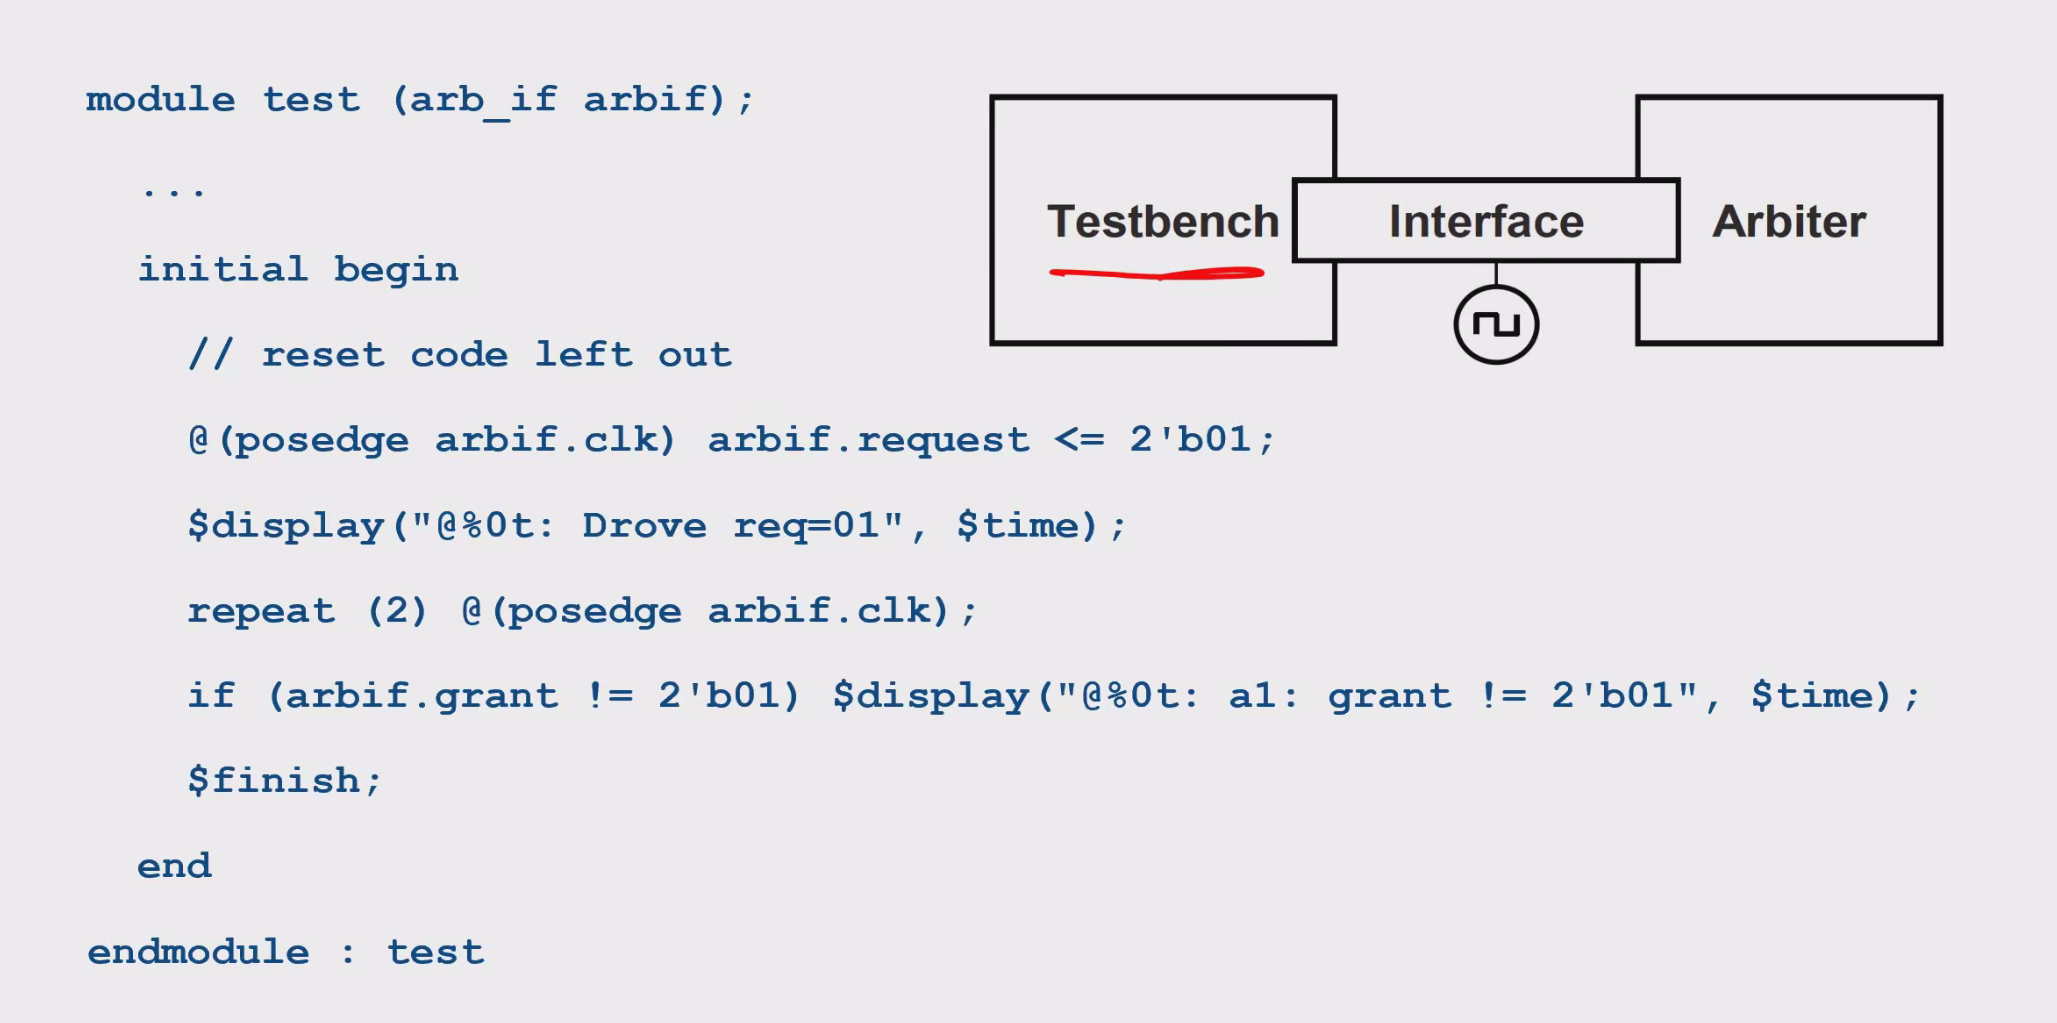 module test (arb_if arbif);
...
initial begin
// reset code left out
@(posedge arbif.clk) arbif.request <= 2'b01;
$display("@%0t: Drove req=01", $time);
repeat (2) @(posedge arbif.clk);
if (arbif.grant != 2'b01) $display("@%0t: a1: grant != 2'b01", $time);
$finish;
end
endmodule : test
Testbench
Interface
Arbiter